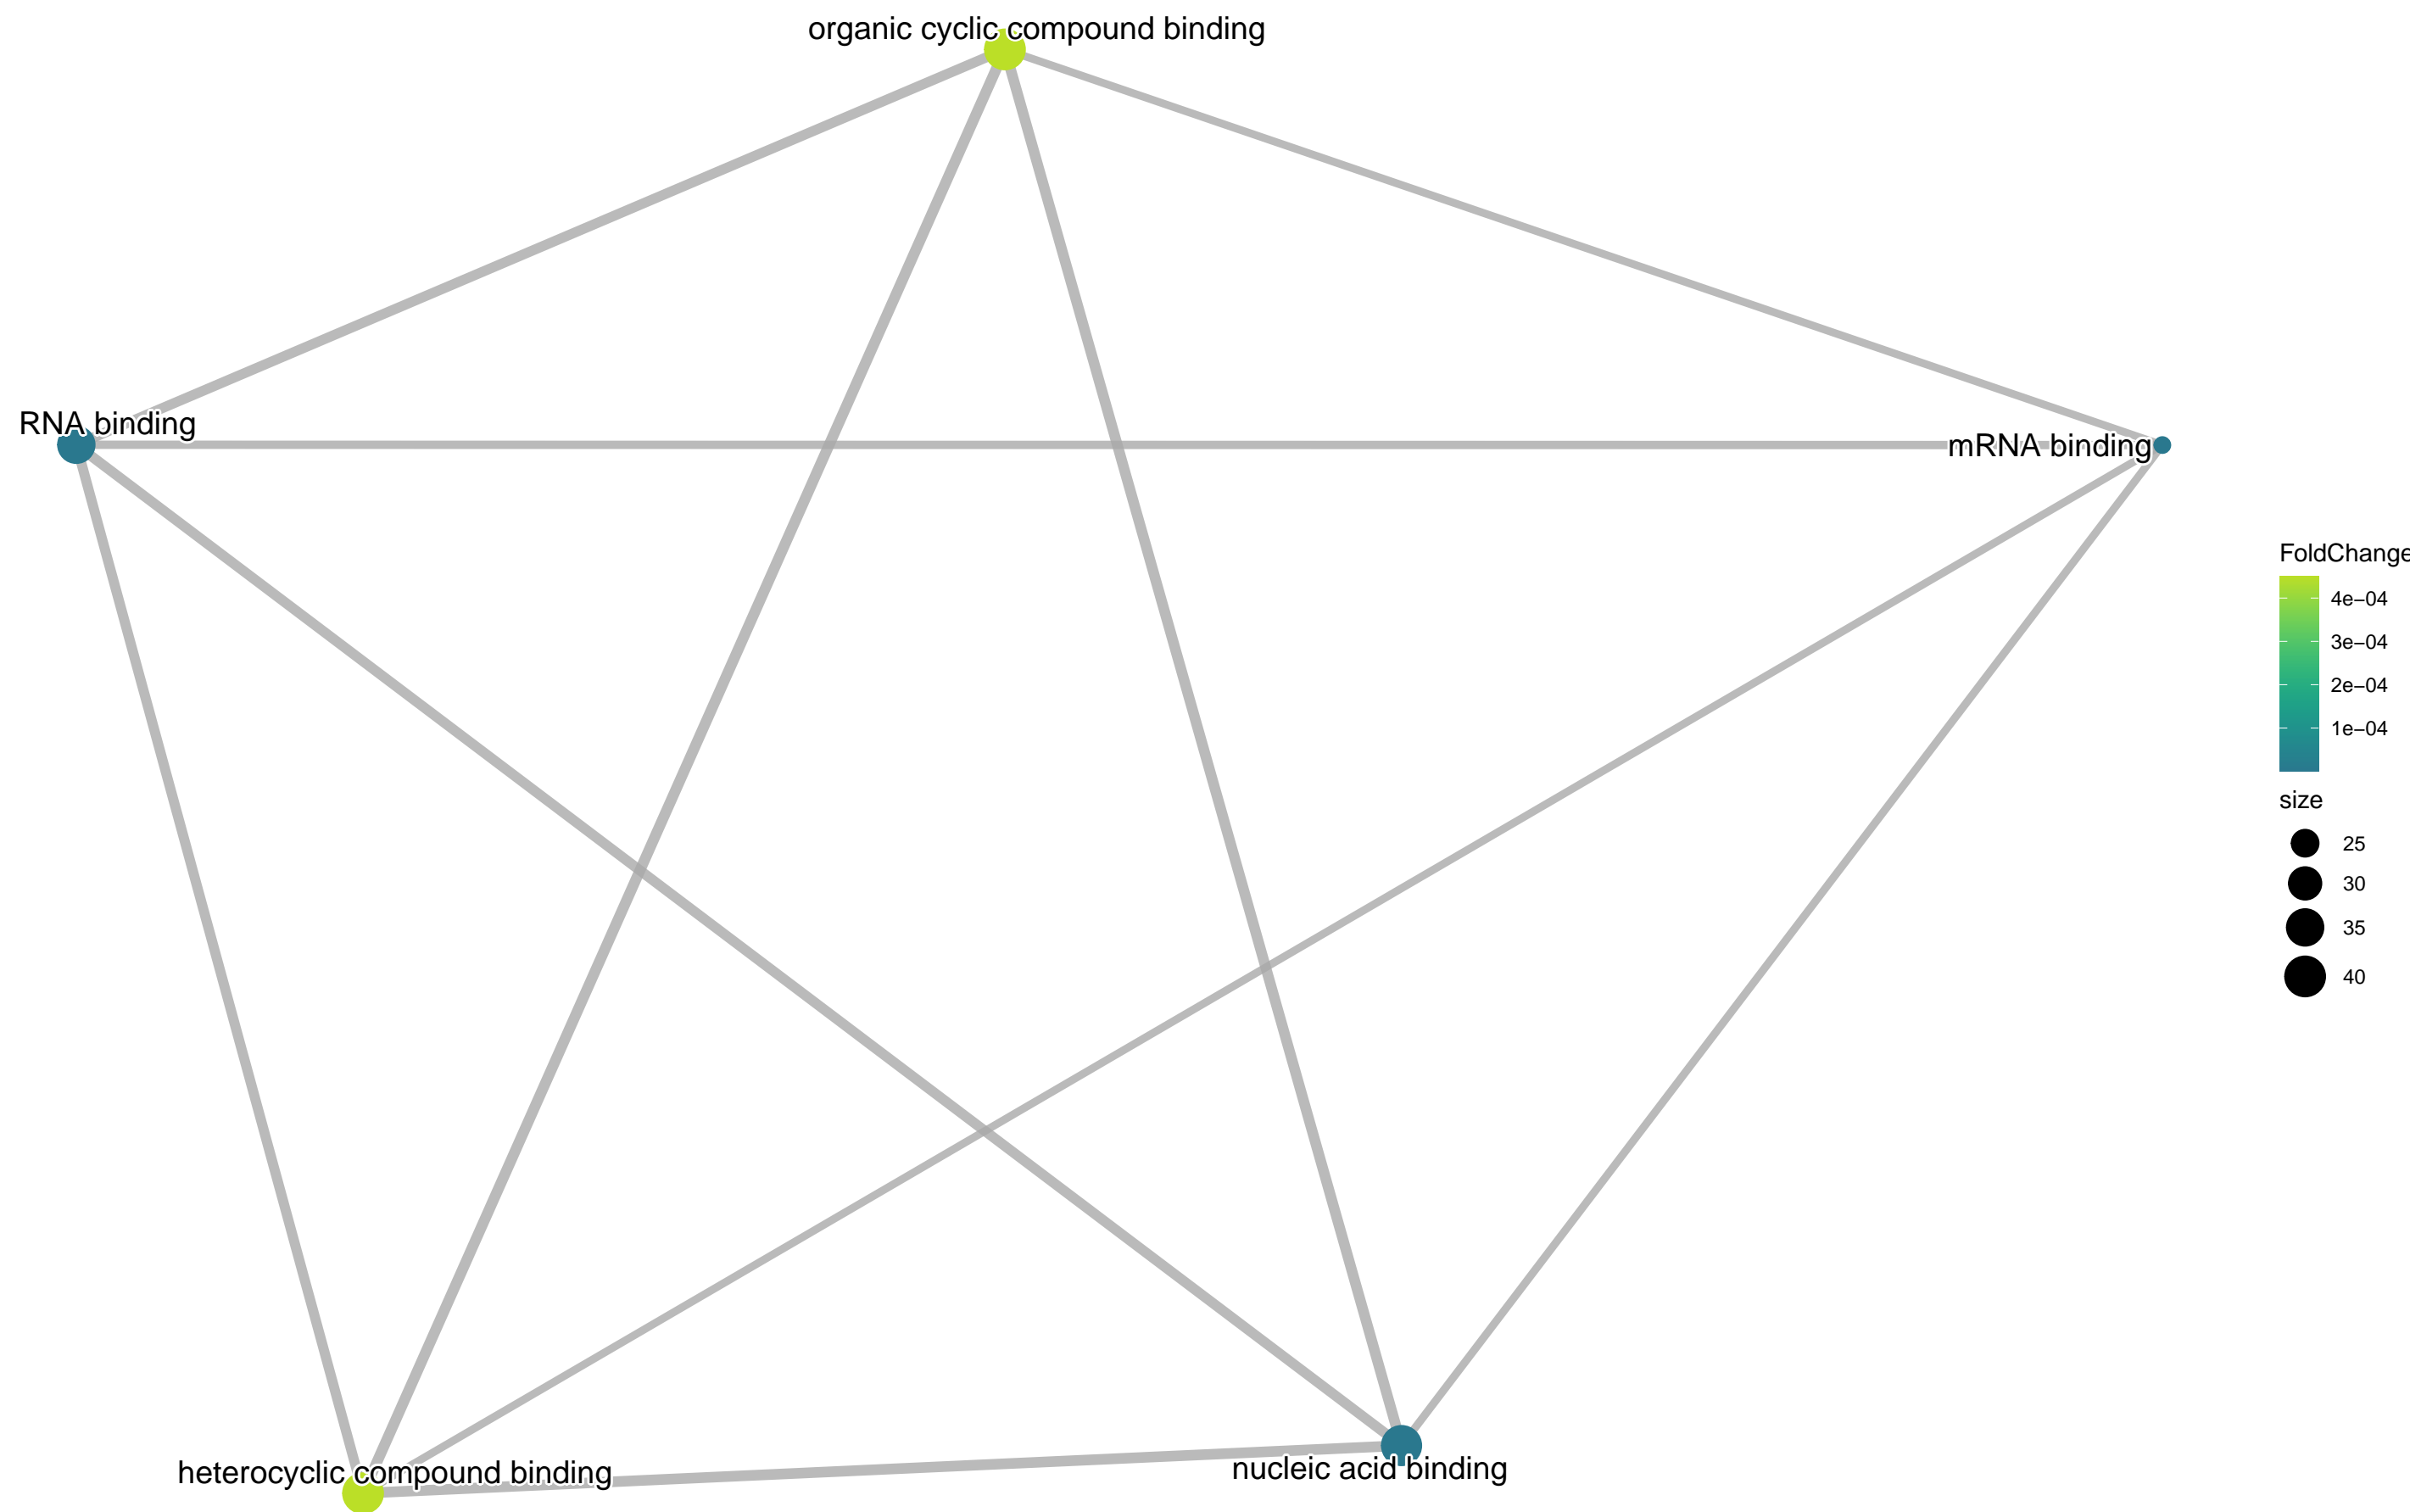 organic cyclic compound binding
RNA binding
mRNA binding
FoldChange
4e−04
3e−04
2e−04
1e−04
size
25
30
35
40
heterocyclic compound binding
nucleic acid binding